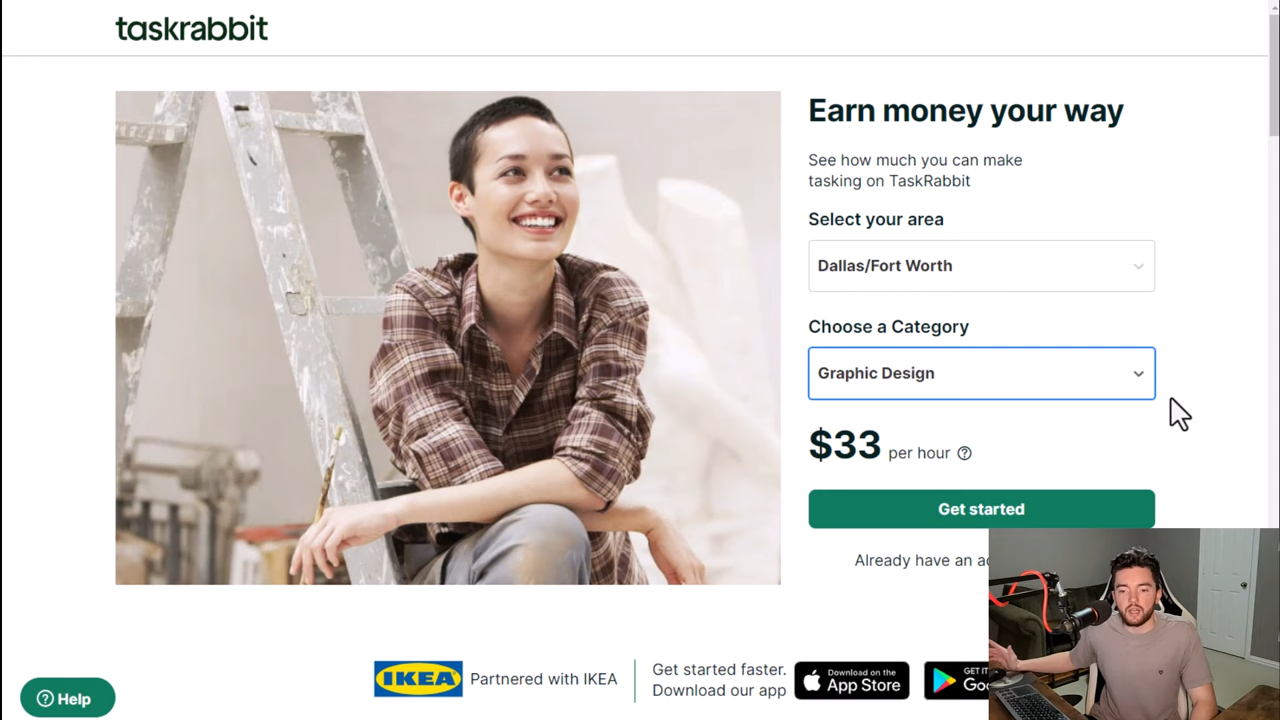 taskrabbit
Earn money your way
See how much you can make
tasking on TaskRabbit
Select your area
Dallas/Fort Worth
Choose a Category
Graphic Design
$33 per hour
Get started
Already have an
IKEA
Partnered with IKEA
Get started faster.
Download our app
Download on the
App Store
GET IT
Help